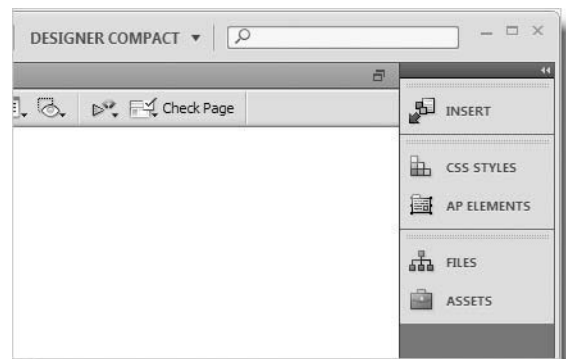 DESIGNER COMPACT
Check Page
INSERT
CSS STYLES
AP ELEMENTS
FILES
ASSETS